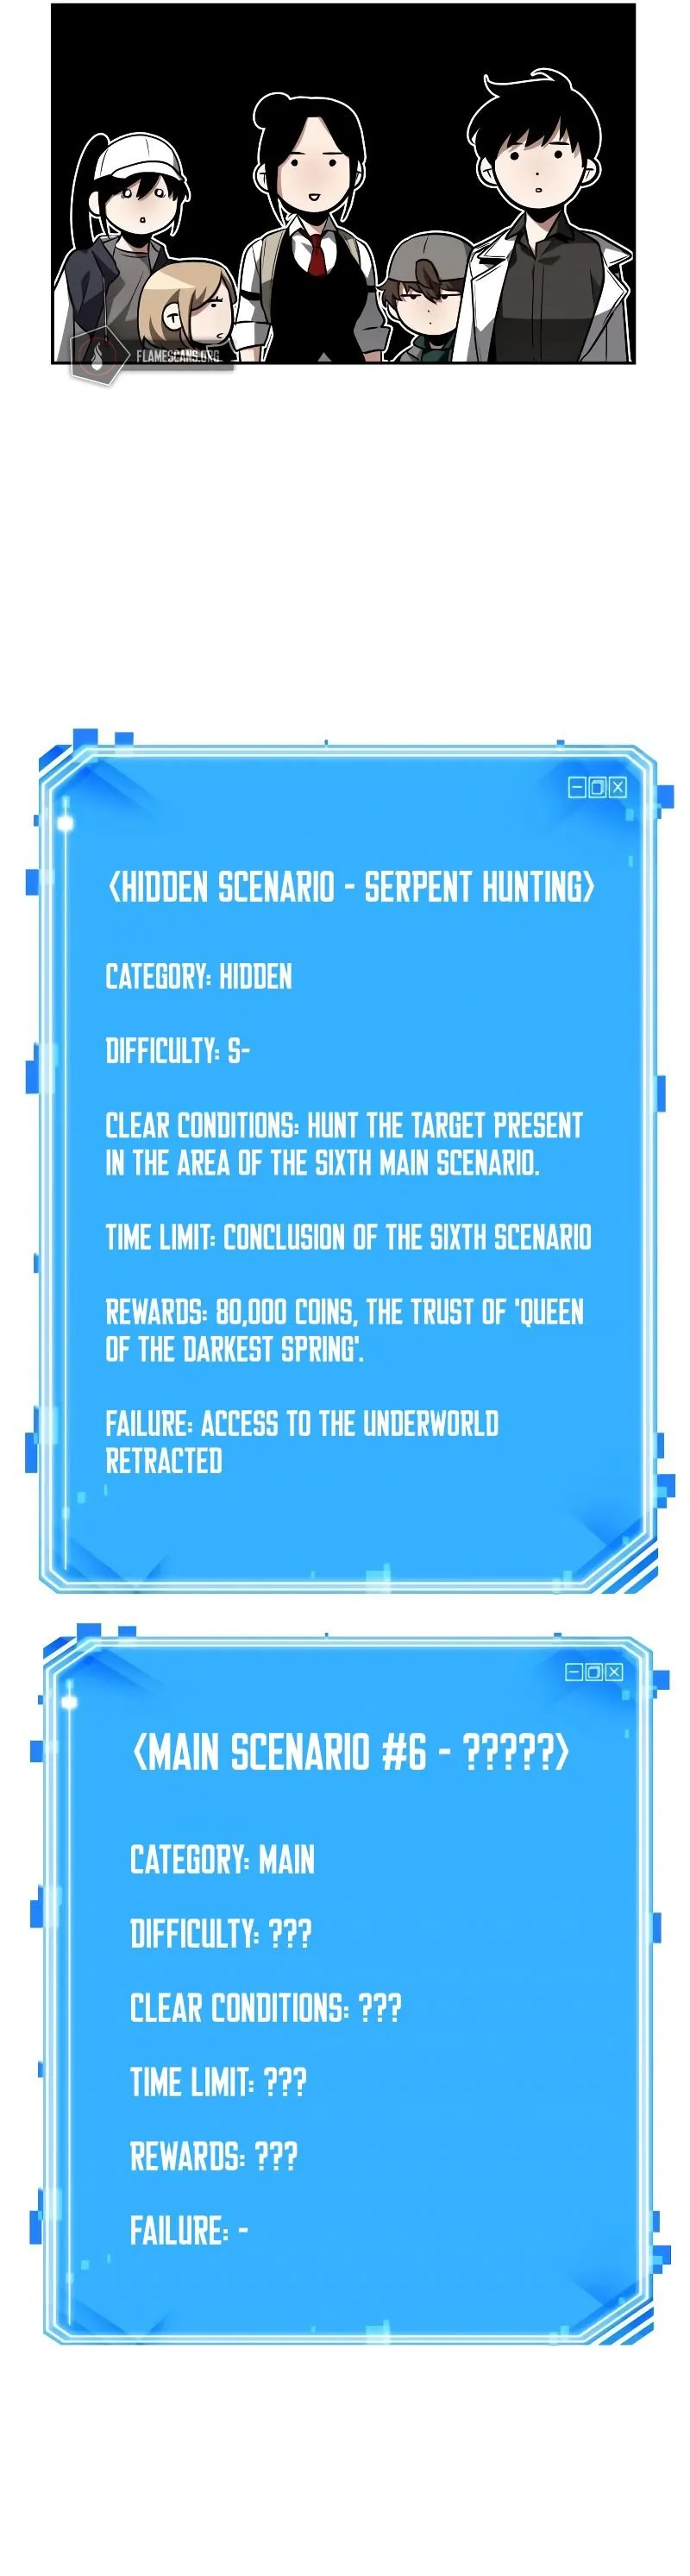 FLAMESCANS.ORG
<HIDDEN SCENARIO - SERPENT HUNTING>
CATEGORY: HIDDEN
DIFFICULTY: S-
CLEAR CONDITIONS: HUNT THE TARGET PRESENT
IN THE AREA OF THE SIXTH MAIN SCENARIO.
TIME LIMIT: CONCLUSION OF THE SIXTH SCENARIO
REWARDS: 80,000 COINS, THE TRUST OF 'QUEEN
OF THE DARKEST SPRING'.
FAILURE: ACCESS TO THE UNDERWORLD
RETRACTED
<MAIN SCENARIO #6 - ?????>
CATEGORY: MAIN
DIFFICULTY: ???
CLEAR CONDITIONS: ???
TIME LIMIT: ???
REWARDS: ???
FAILURE: -